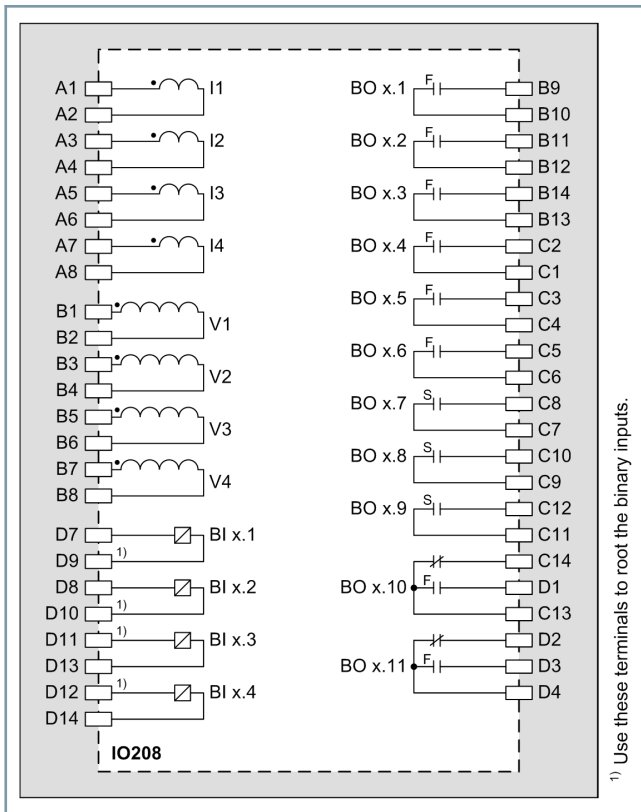 A1 I1 BO x.1 F B9
A2 B10
A3 I2 BO x.2 F B11
A4 B12
A5 I3 BO x.3 F B14
A6 B13
A7 I4 BO x.4 F C2
A8 C1
B1 V1 BO x.5 F C3
B2 C4
B3 V2 BO x.6 F C5
B4 C6
B5 V3 BO x.7 S C8
B6 C7
B7 V4 BO x.8 S C10
B8 C9
BO x.9 S C12
D7 BI x.1 C11
D9 1) C14
D8 BI x.2 BO x.10 F D1
D10 1) C13
D11 1) BI x.3 D2
D13 BO x.11 F D3
D12 1) BI x.4 D4
D14
IO208
1) Use these terminals to root the binary inputs.